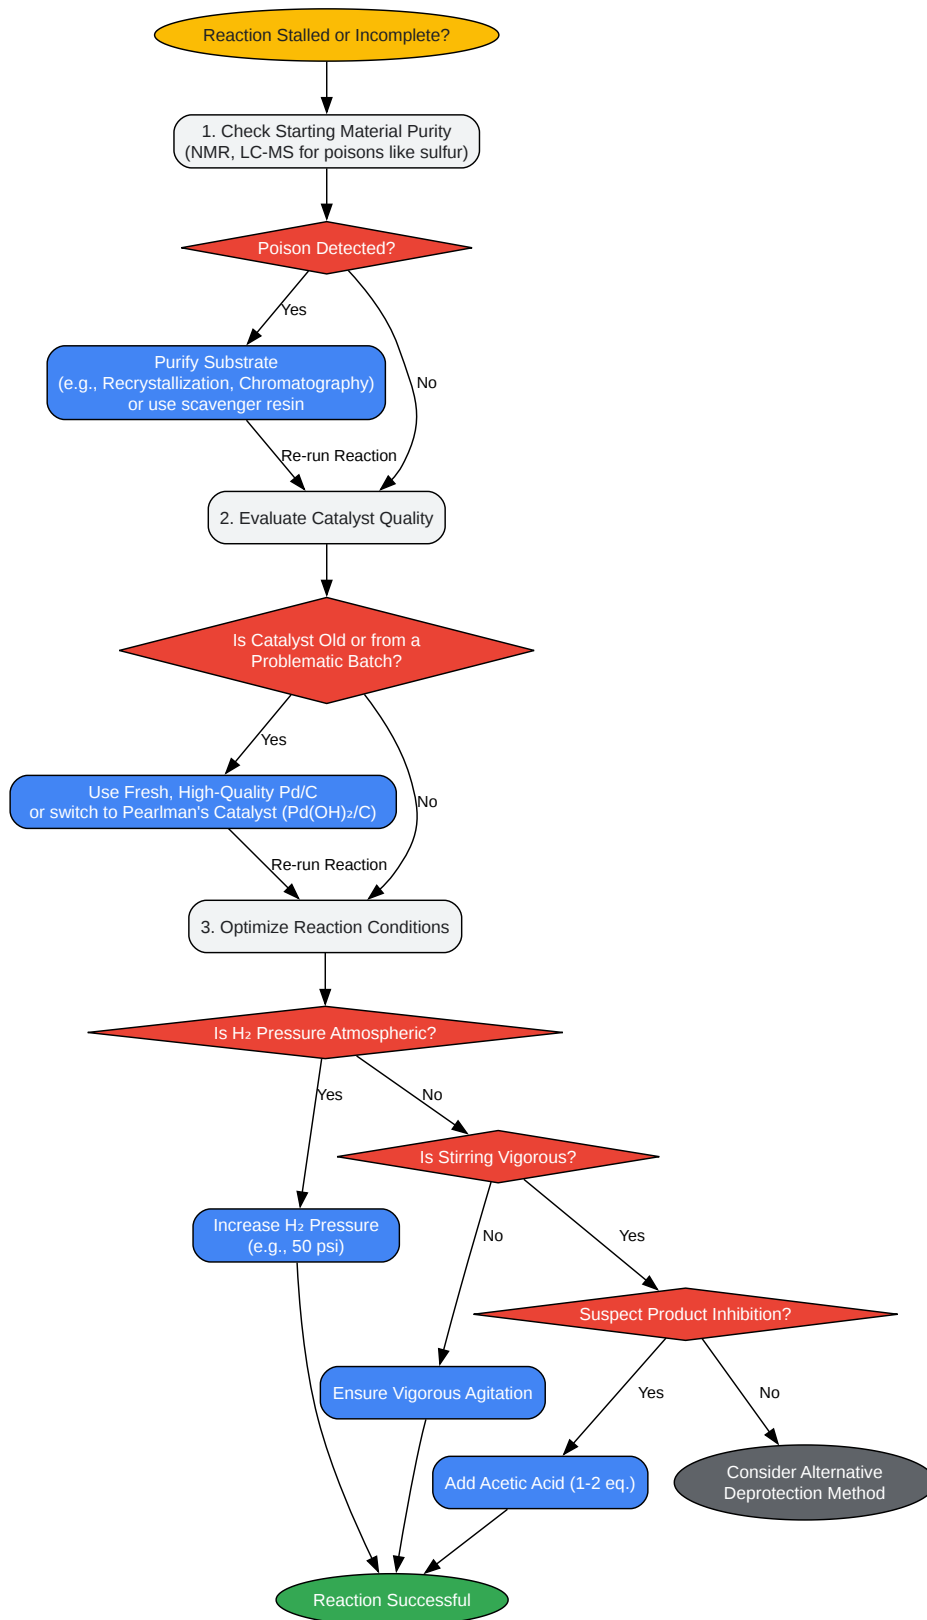 Reaction Stalled or Incomplete?
1. Check Starting Material Purity
(NMR, LC-MS for poisons like sulfur)
Poison Detected?
Yes
No
Purify Substrate
(e.g., Recrystallization, Chromatography)
or use scavenger resin
Re-run Reaction
2. Evaluate Catalyst Quality
Is Catalyst Old or from a
Problematic Batch?
Yes
No
Use Fresh, High-Quality Pd/C
or switch to Pearlman's Catalyst (Pd(OH)₂/C)
Re-run Reaction
3. Optimize Reaction Conditions
Is H₂ Pressure Atmospheric?
Yes
No
Is Stirring Vigorous?
Increase H₂ Pressure
(e.g., 50 psi)
No
Yes
Suspect Product Inhibition?
Ensure Vigorous Agitation
Yes
No
Add Acetic Acid (1-2 eq.)
Consider Alternative
Deprotection Method
Reaction Successful